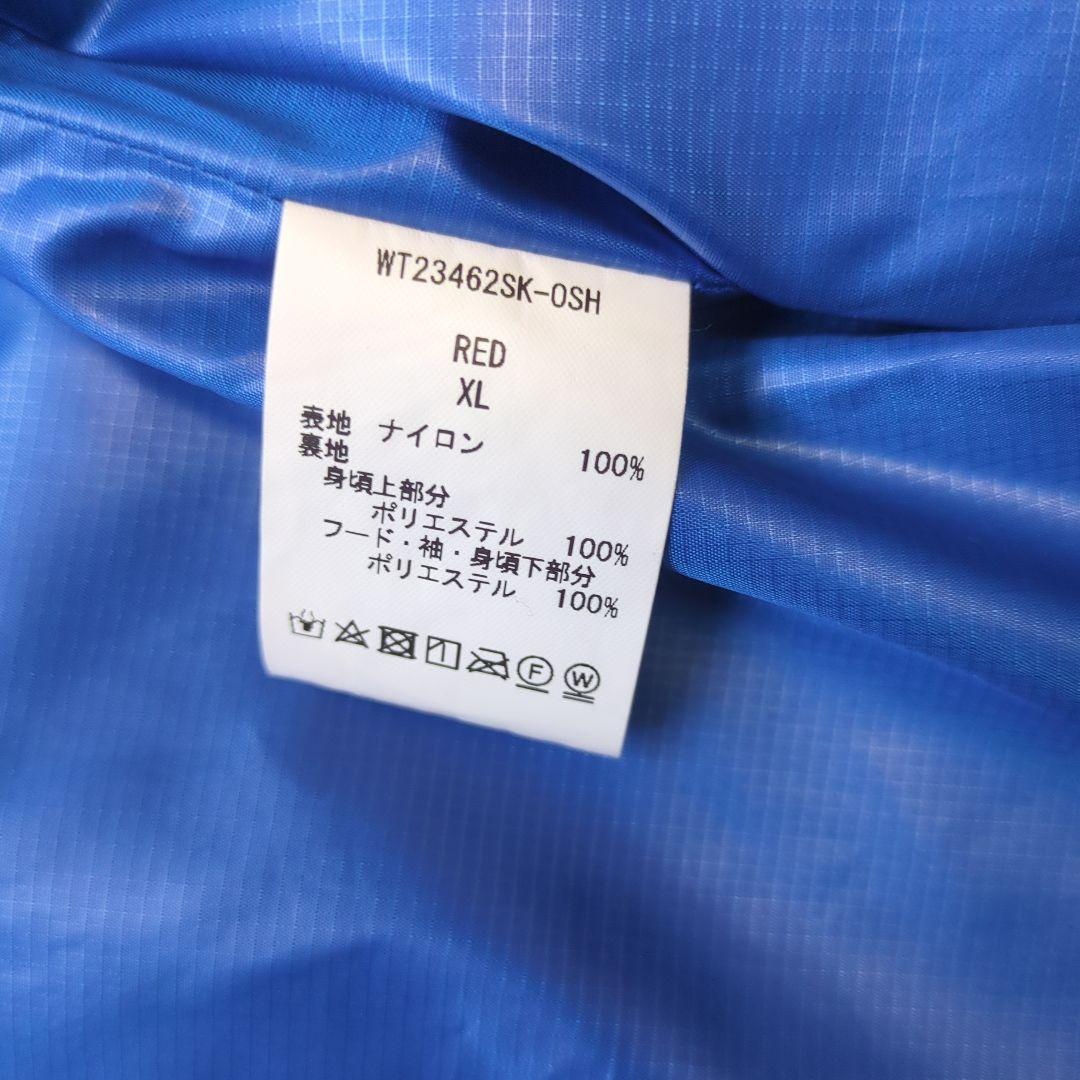 WT23462SK-OSH
RED
XL
表地 ナイロン 100%
裏地
身頃上部分
ポリエステル 100%
フード・袖・身頃下部分
ポリエステル 100%
F W